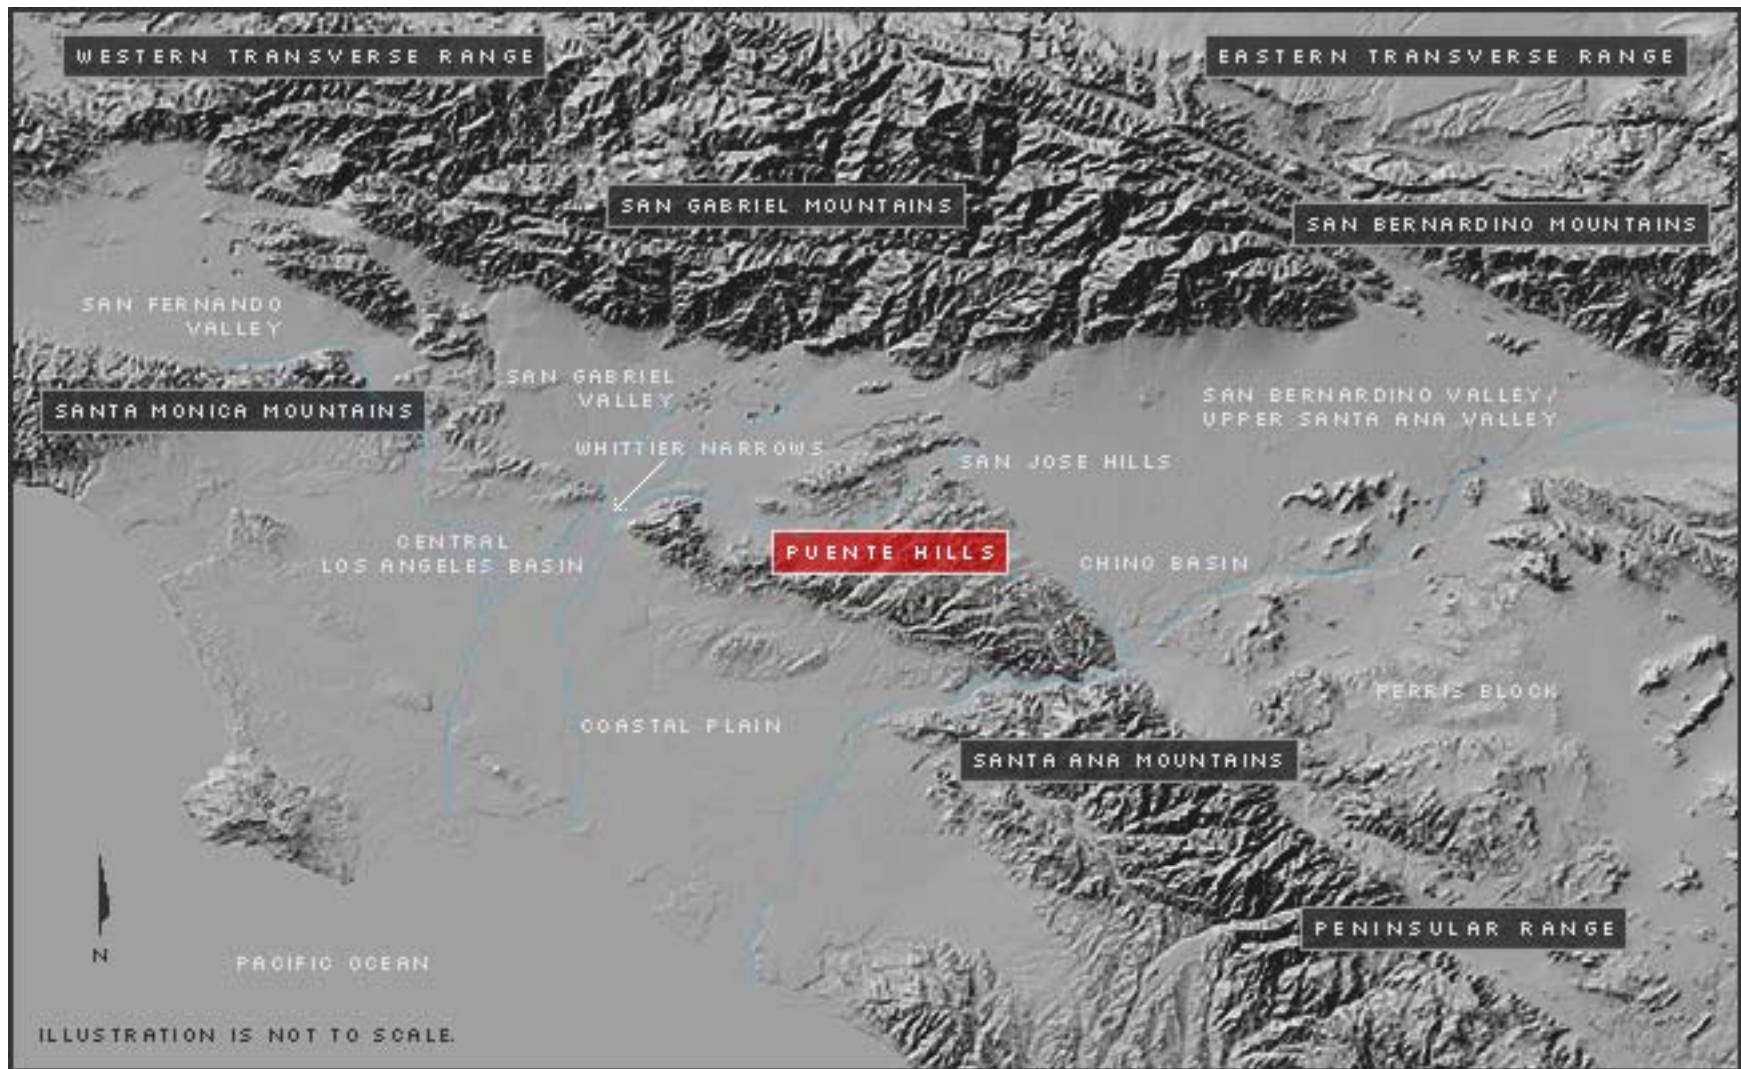 WESTERN TRANSVERSE RANGE
EASTERN TRANSVERSE RANGE
SAN GABRIEL MOUNTAINS
SAN BERNARDINO MOUNTAINS
SAN FERNANDO
VALLEY
SAN GABRIEL
VALLEY
SANTA MONICA MOUNTAINS
SAN BERNARDINO VALLEY/
UPPER SANTA ANA VALLEY
WHITTIER NARROWS
SAN JOSE HILLS
CENTRAL
LOS ANGELES BASIN
PUENTE HILLS
CHINO BASIN
PERRIS BLOCK
COASTAL PLAIN
SANTA ANA MOUNTAINS
PENINSULAR RANGE
N
PACIFIC OCEAN
ILLUSTRATION IS NOT TO SCALE.